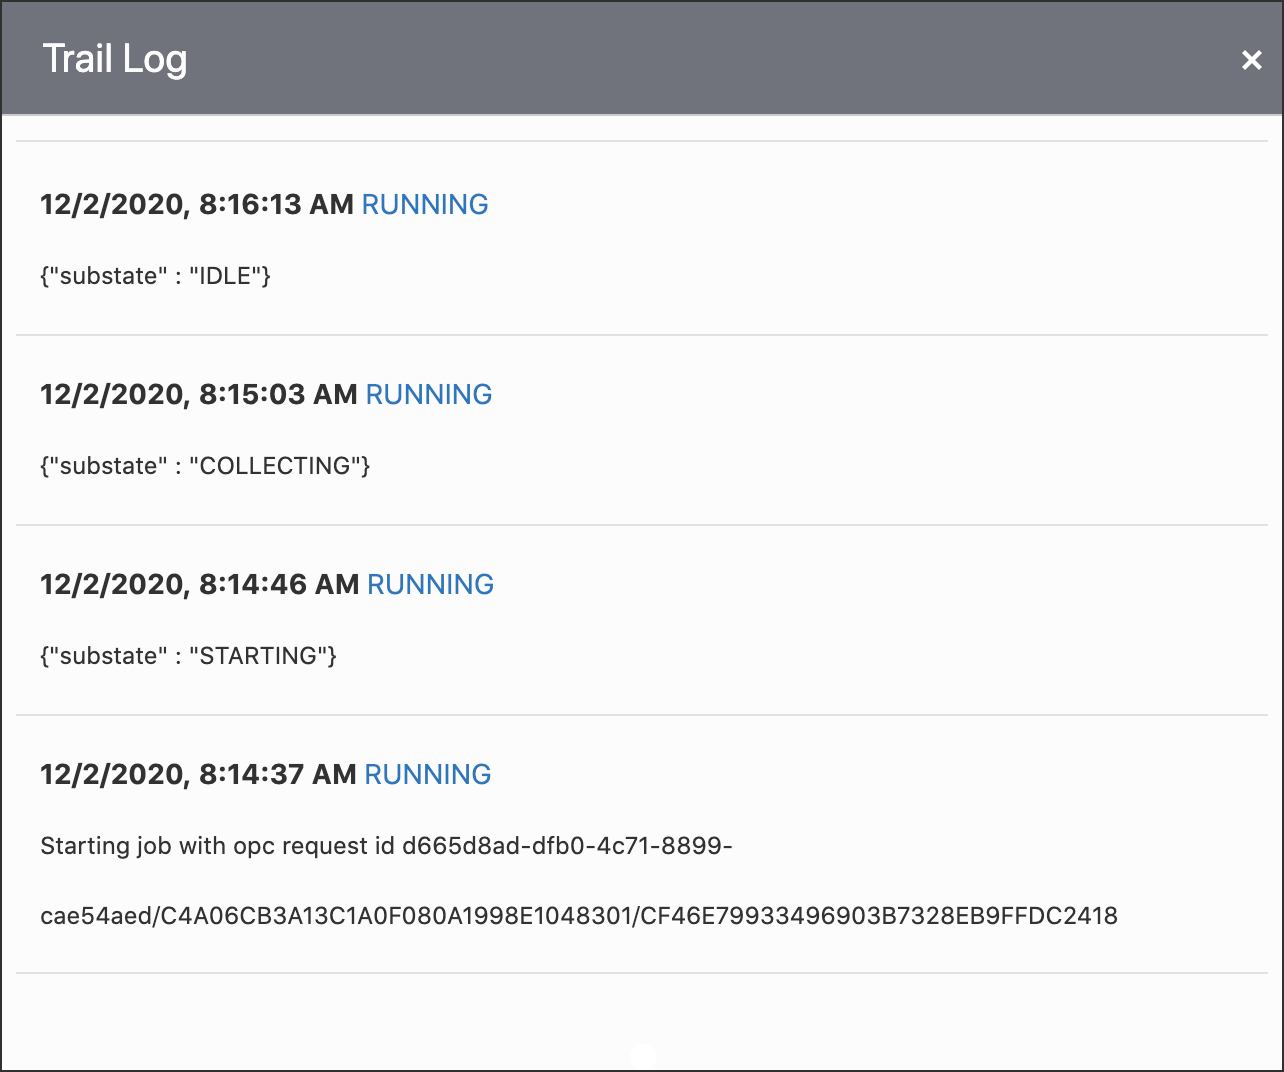 Trail Log
×
12/2/2020, 8:16:13 AM RUNNING
{"substate" : "IDLE"}
12/2/2020, 8:15:03 AM RUNNING
{"substate" : "COLLECTING"}
12/2/2020, 8:14:46 AM RUNNING
{"substate" : "STARTING"}
12/2/2020, 8:14:37 AM RUNNING
Starting job with opc request id d665d8ad-dfb0-4c71-8899-
cae54aed/C4A06CB3A13C1A0F080A1998E1048301/CF46E79933496903B7328EB9FFDC2418